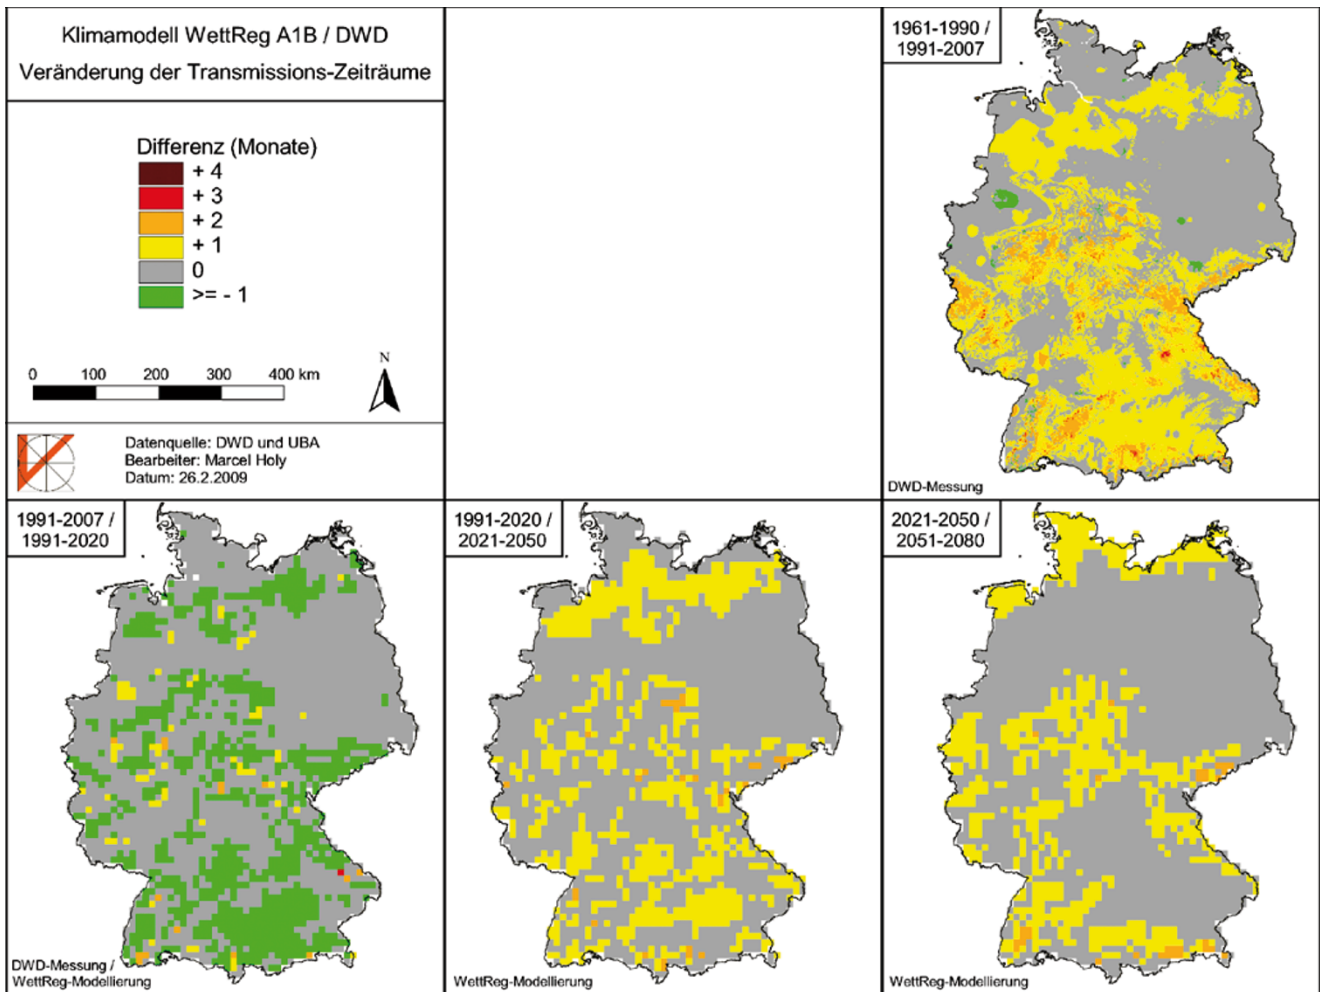 Klimamodell WettReg A1B / DWD
Veränderung der Transmissions-Zeiträume
Differenz (Monate)
+ 4
+ 3
+ 2
+ 1
0
>= - 1
0 100 200 300 400 km
N
Datenquelle: DWD und UBA
Bearbeiter: Marcel Holy
Datum: 26.2.2009
1961-1990 /
1991-2007
DWD-Messung
1991-2007 /
1991-2020
DWD-Messung /
WettReg-Modellierung
1991-2020 /
2021-2050
WettReg-Modellierung
2021-2050 /
2051-2080
WettReg-Modellierung